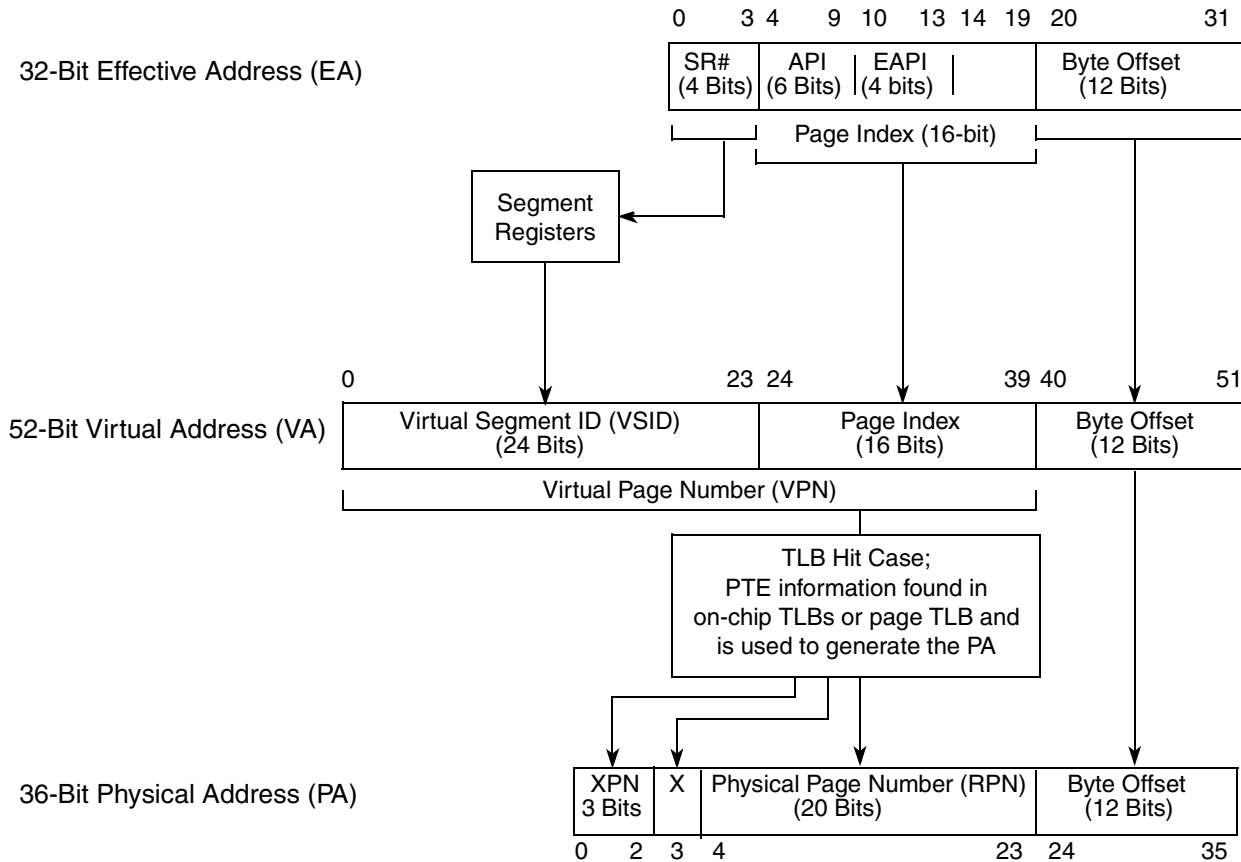 0 3 4 9 10 13 14 19 20 31
32-Bit Effective Address (EA)
SR# API EAPI Byte Offset
(4 Bits) (6 Bits) (4 bits) (12 Bits)
Page Index (16-bit)
Segment
Registers
0 23 24 39 40 51
52-Bit Virtual Address (VA)
Virtual Segment ID (VSID) Page Index Byte Offset
(24 Bits) (16 Bits) (12 Bits)
Virtual Page Number (VPN)
TLB Hit Case;
PTE information found in
on-chip TLBs or page TLB and
is used to generate the PA
36-Bit Physical Address (PA)
XPN X Physical Page Number (RPN) Byte Offset
3 Bits (20 Bits) (12 Bits)
0 2 3 4 23 24 35